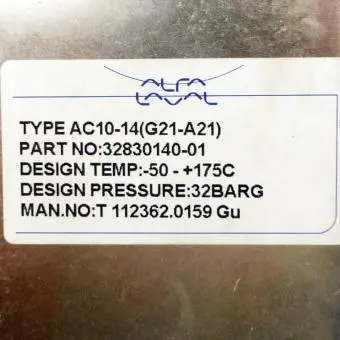 ALFA
LAVAL
TYPE AC10-14(G21-A21)
PART NO:32830140-01
DESIGN TEMP:-50 - +175C
DESIGN PRESSURE:32BARG
MAN.NO:T 112362.0159 Gu